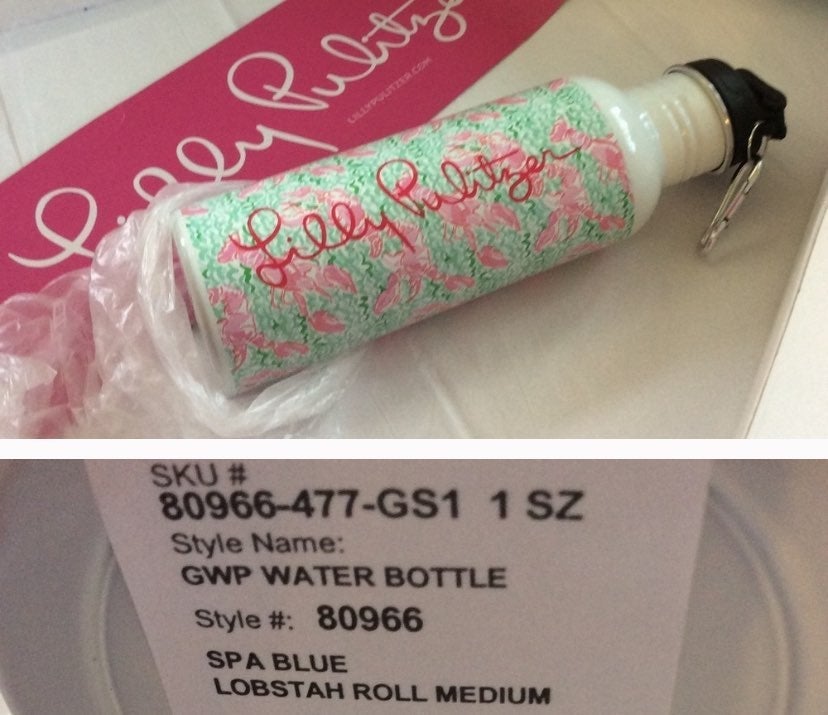 Lilly Pulitzer
LILLYPULITZER.COM
Lilly Pulitzer
SKU #
80966-477-GS1 1 SZ
Style Name:
GWP WATER BOTTLE
Style #: 80966
SPA BLUE
LOBSTAH ROLL MEDIUM